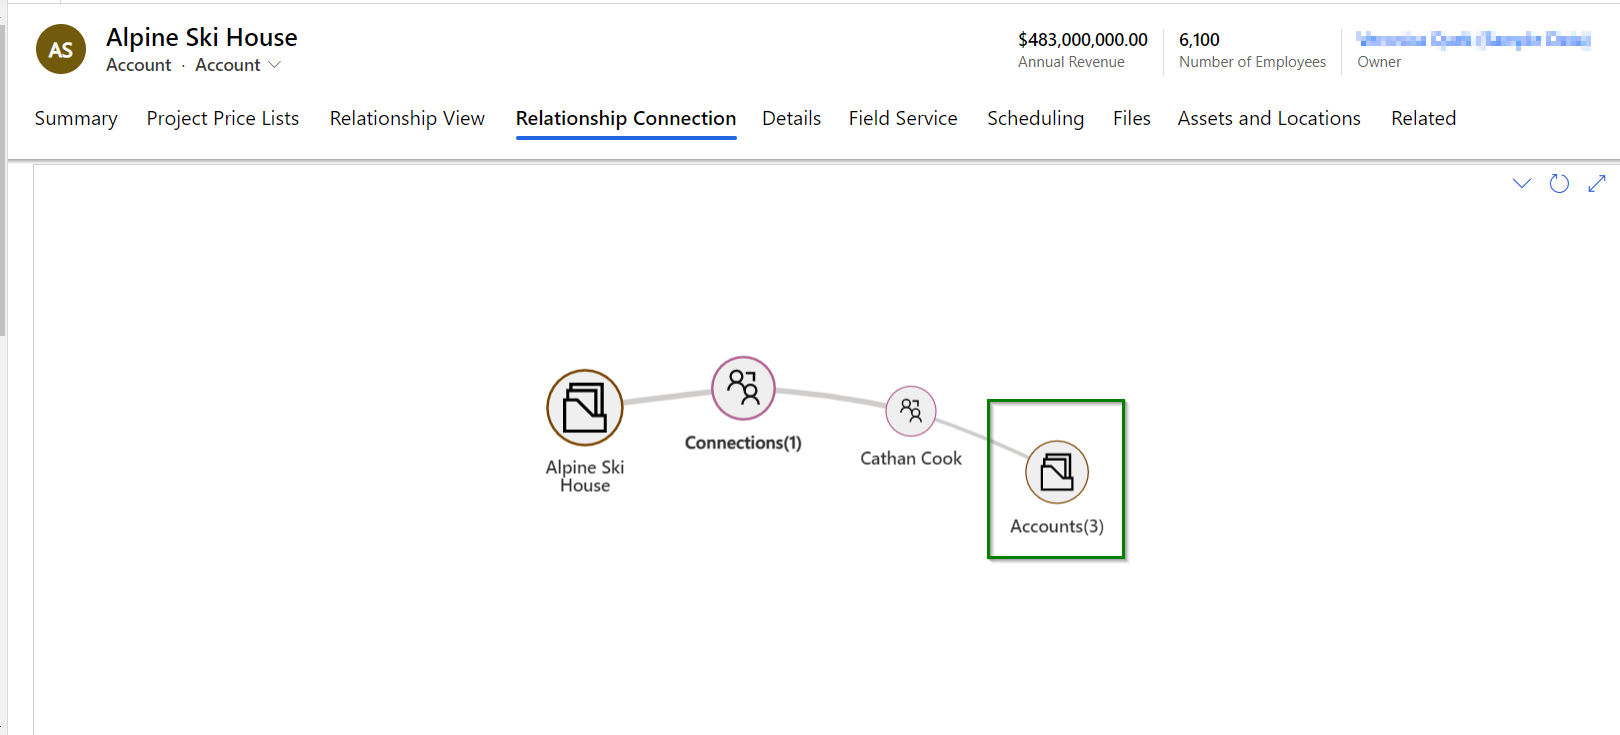 AS
Alpine Ski House
Account · Account
$483,000,000.00
Annual Revenue
6,100
Number of Employees
Owner
Summary Project Price Lists Relationship View Relationship Connection Details Field Service Scheduling Files Assets and Locations Related
Alpine Ski
House
Connections(1)
Cathan Cook
Accounts(3)